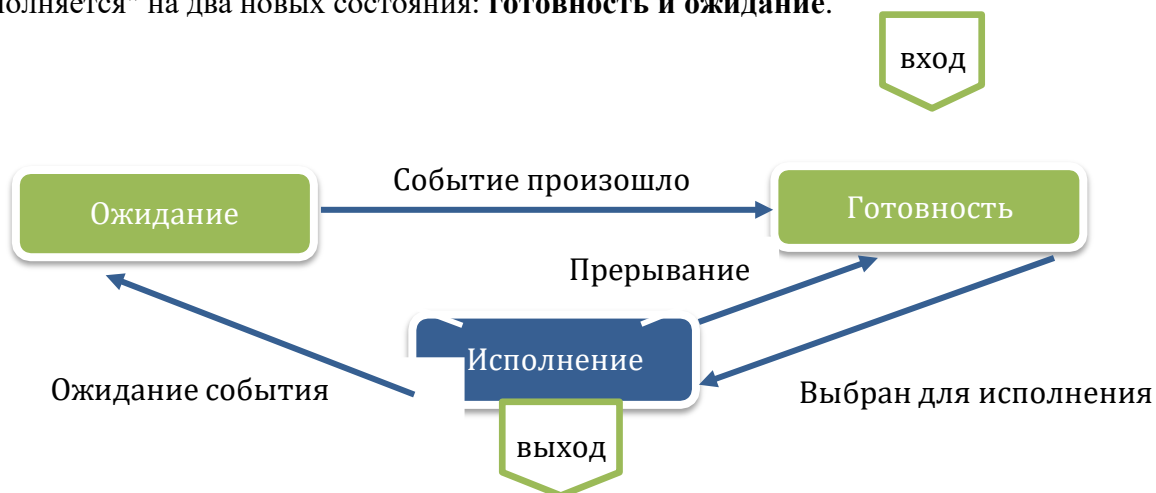 на два новых состояния: готовность и ожидание.
вход
Событие произошло
Ожидание
Готовность
Прерывание
Исполнение
Ожидание события
Выбран для исполнения
выход